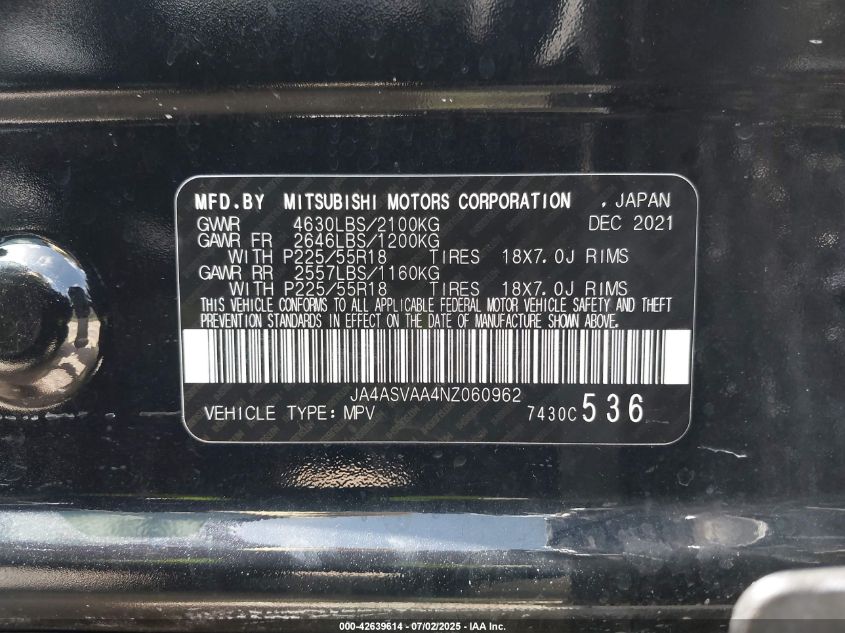 MFD.BY MITSUBISHI MOTORS CORPORATION , JAPAN
GVWR 4630LBS/2100KG DEC 2021
GAWR FR 2646LBS/1200KG
WITH P225/55R18 TIRES 18X7.0J RIMS
GAWR RR 2557LBS/1160KG
WITH P225/55R18 TIRES 18X7.0J RIMS
THIS VEHICLE CONFORMS TO ALL APPLICABLE FEDERAL MOTOR VEHICLE SAFETY AND THEFT
PREVENTION STANDARDS IN EFFECT ON THE DATE OF MANUFACTURE SHOWN ABOVE.
JA4ASVAA4NZ060962
VEHICLE TYPE: MPV 7430C 536
000-42639614 - 07/02/2025 - IAA Inc.